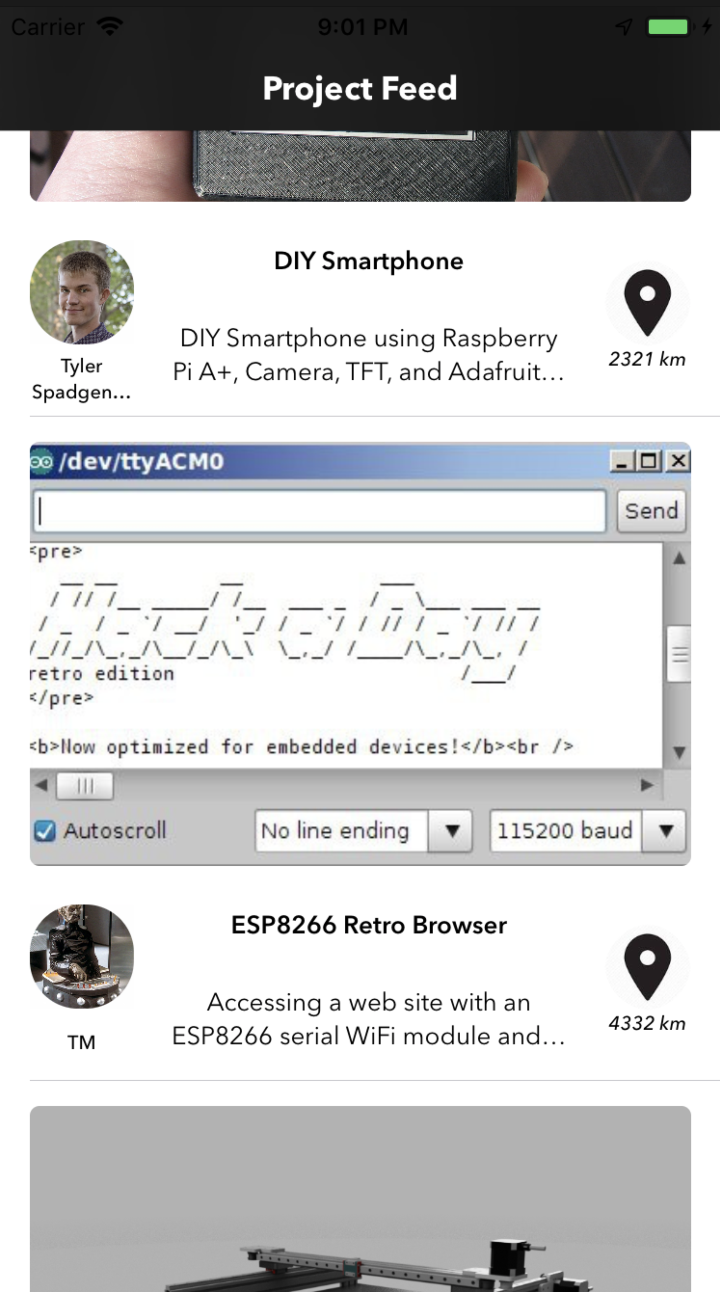 Carrier 9:01 PM
Project Feed
DIY Smartphone
DIY Smartphone using Raspberry
Pi A+, Camera, TFT, and Adafruit…
Tyler
Spadgen…
2321 km
/dev/ttyACM0
Send
<pre>
Hack a Day
retro edition
</pre>
<b>Now optimized for embedded devices!</b><br />
Autoscroll
No line ending
115200 baud
ESP8266 Retro Browser
Accessing a web site with an
ESP8266 serial WiFi module and…
TM
4332 km